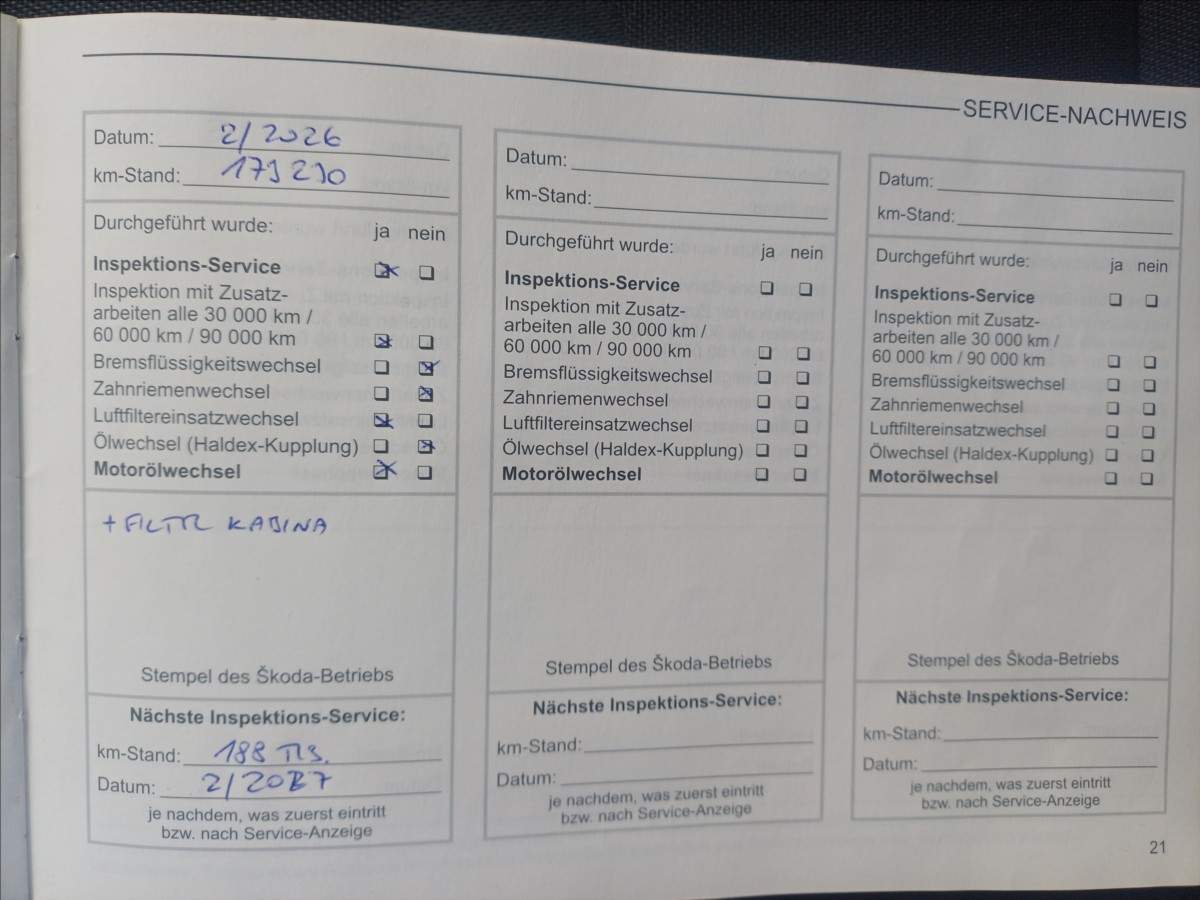 SERVICE-NACHWEIS
Datum: 2/2026
km-Stand: 173 230
Durchgeführt wurde: ja nein
Inspektions-Service
Inspektion mit Zusatz-
arbeiten alle 30 000 km /
60 000 km / 90 000 km
Bremsflüssigkeitswechsel
Zahnriemenwechsel
Luftfiltereinsatzwechsel
Ölwechsel (Haldex-Kupplung)
Motorölwechsel
+ FILTR KABINA
Stempel des Škoda-Betriebs
Nächste Inspektions-Service:
km-Stand: 188 TIS.
Datum: 2/2027
je nachdem, was zuerst eintritt
bzw. nach Service-Anzeige
Datum:
km-Stand:
Durchgeführt wurde: ja nein
Inspektions-Service
Inspektion mit Zusatz-
arbeiten alle 30 000 km /
60 000 km / 90 000 km
Bremsflüssigkeitswechsel
Zahnriemenwechsel
Luftfiltereinsatzwechsel
Ölwechsel (Haldex-Kupplung)
Motorölwechsel
Stempel des Škoda-Betriebs
Nächste Inspektions-Service:
km-Stand:
Datum:
je nachdem, was zuerst eintritt
bzw. nach Service-Anzeige
Datum:
km-Stand:
Durchgeführt wurde: ja nein
Inspektions-Service
Inspektion mit Zusatz-
arbeiten alle 30 000 km /
60 000 km / 90 000 km
Bremsflüssigkeitswechsel
Zahnriemenwechsel
Luftfiltereinsatzwechsel
Ölwechsel (Haldex-Kupplung)
Motorölwechsel
Stempel des Škoda-Betriebs
Nächste Inspektions-Service:
km-Stand:
Datum:
je nachdem, was zuerst eintritt
bzw. nach Service-Anzeige
21